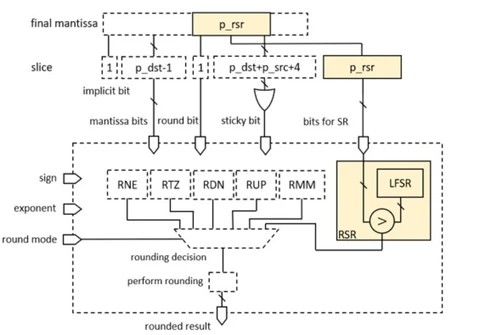 final mantissa
p_rsr
slice
1
p_dst-1
1
p_dst+p_src+4
p_rsr
implicit bit
mantissa bits
round bit
sticky bit
bits for SR
sign
exponent
round mode
RNE
RTZ
RDN
RUP
RMM
LFSR
>
RSR
rounding decision
perform rounding
rounded result